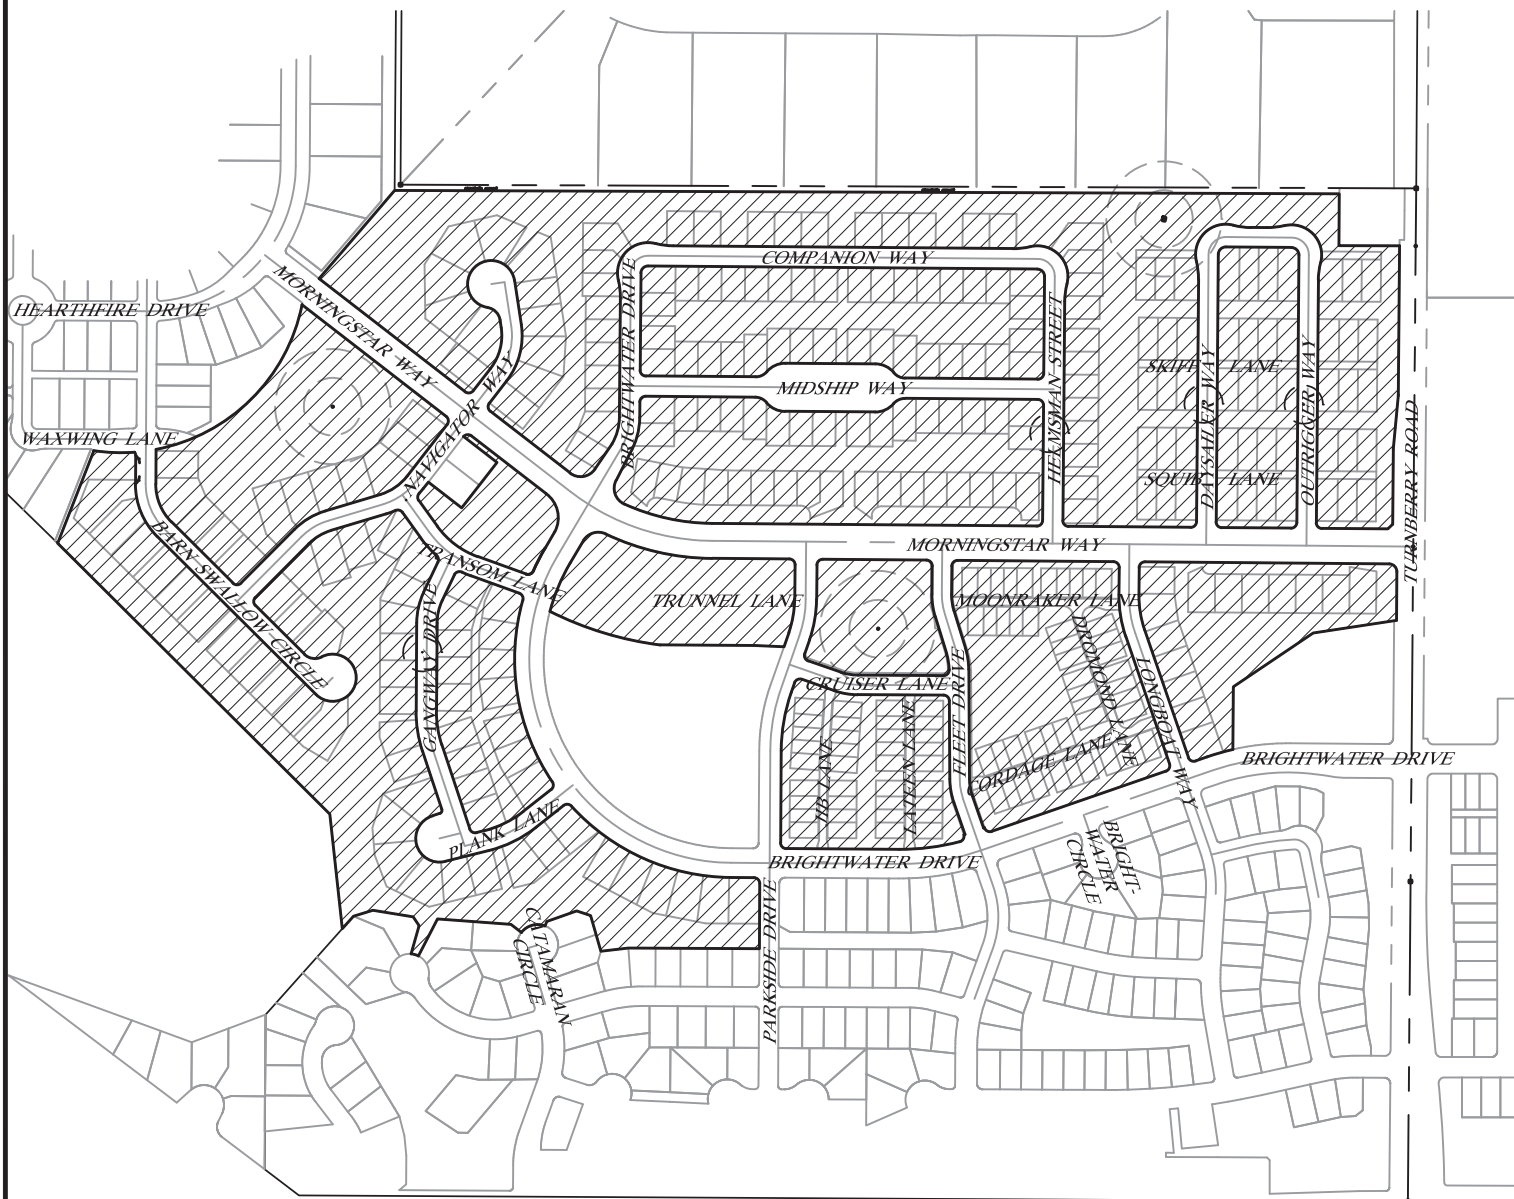 COMPANION WAY
BRIGHTWATER DRIVE
MORNINGSTAR WAY
HEARTHFIRE DRIVE
HELMSMAN STREET
SKIFF LANE
DAYSAILER WAY
OUTRIGGER WAY
MIDSHIP WAY
NAVIGATOR WAY
WAXWING LANE
SQUIB LANE
TURNBERRY ROAD
BARN SWALLOW CIRCLE
MORNINGSTAR WAY
TRANSOM LANE
TRUNNEL LANE
MOONRAKER LANE
GANGWAY DRIVE
CRUISER LANE
FLEET DRIVE
DRIOMOND LANE
LONGBOAT WAY
JIB LANE
LATEEN LANE
CORDAGE LANE
BRIGHTWATER DRIVE
PLANK LANE
BRIGHTWATER DRIVE
BRIGHT-
WATER
CIRCLE
PARKSIDE DRIVE
CATAMARAN
CIRCLE